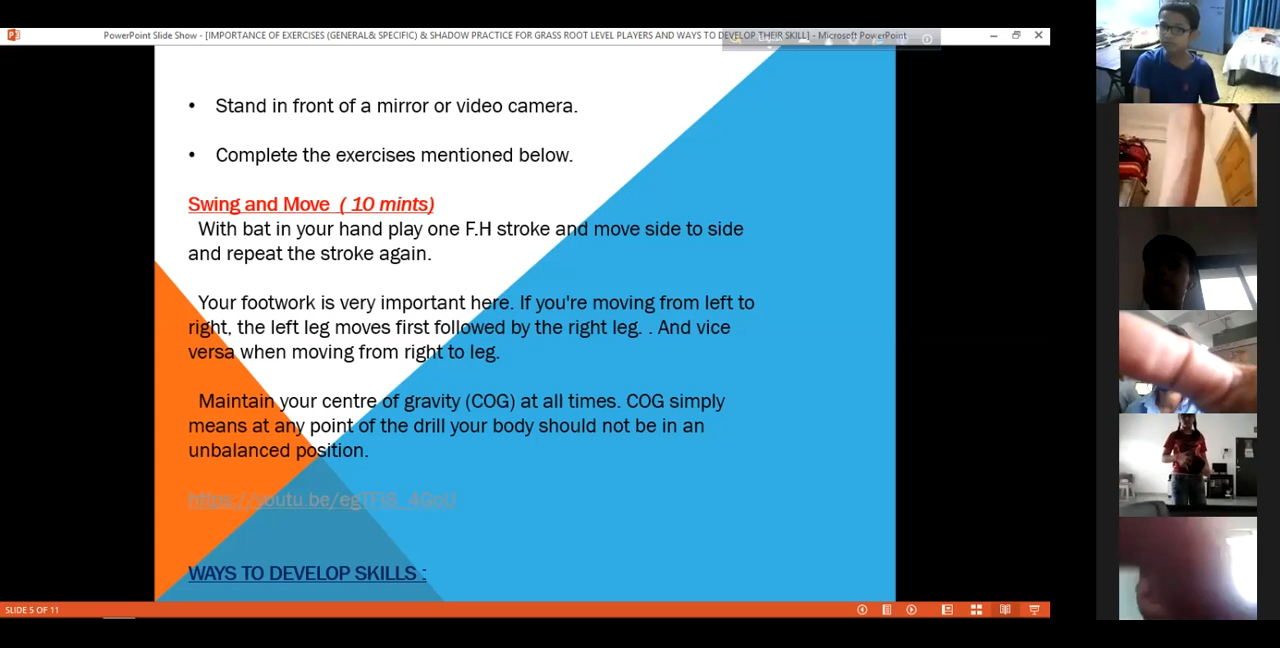 PowerPoint Slide Show - [IMPORTANCE OF EXERCISES (GENERAL& SPECIFIC) & SHADOW PRACTICE FOR GRASS ROOT LEVEL PLAYERS AND WAYS TO DEVELOP THEIR SKILL] - Microsoft PowerPoint
• Stand in front of a mirror or video camera.
• Complete the exercises mentioned below.
Swing and Move ( 10 mints)
With bat in your hand play one F.H stroke and move side to side
and repeat the stroke again.
Your footwork is very important here. If you're moving from left to
right, the left leg moves first followed by the right leg. . And vice
versa when moving from right to leg.
Maintain your centre of gravity (COG) at all times. COG simply
means at any point of the drill your body should not be in an
unbalanced position.
WAYS TO DEVELOP SKILLS :
SLIDE 5 OF 11